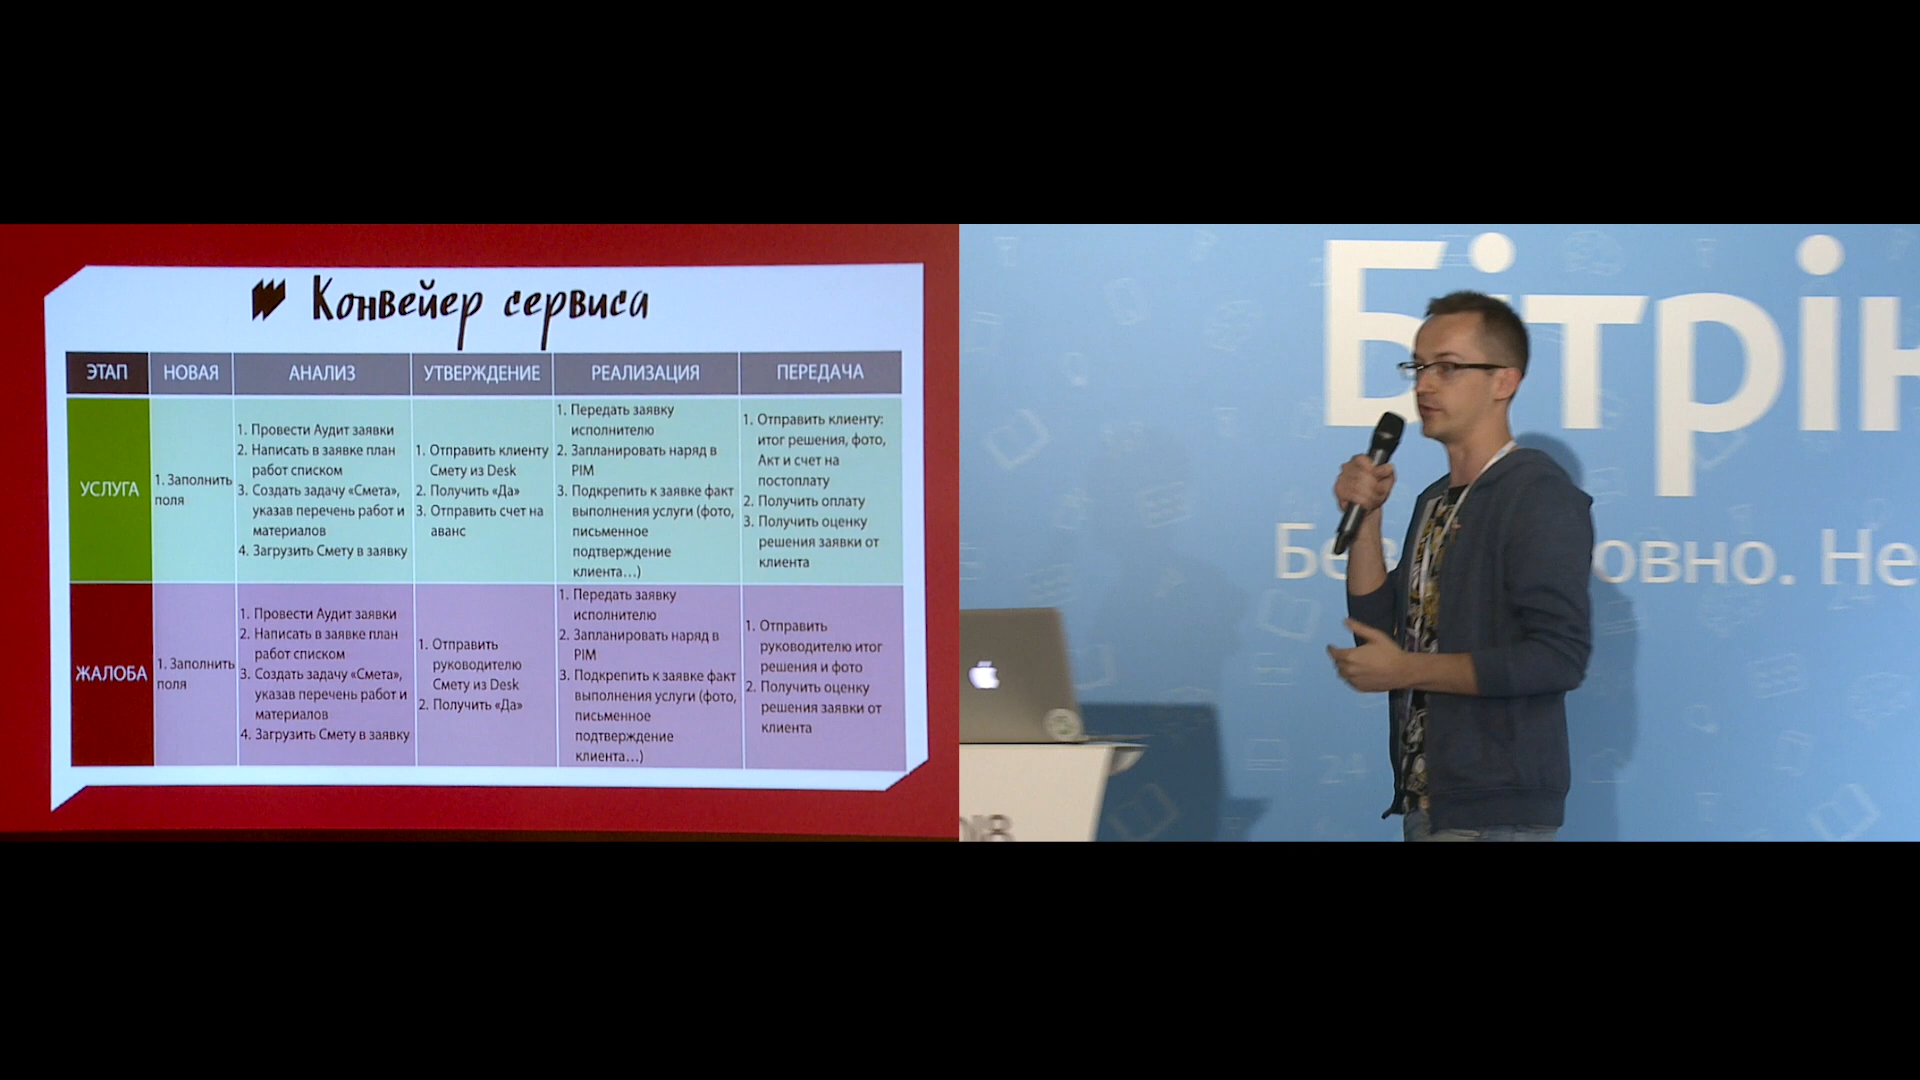 Конвейер сервиса
ЭТАП
НОВАЯ
АНАЛИЗ
УТВЕРЖДЕНИЕ
РЕАЛИЗАЦИЯ
ПЕРЕДАЧА
УСЛУГА
1. Заполнить
поля
1. Провести Аудит заявки
2. Написать в заявке план
работ списком
3. Создать задачу «Смета»,
указав перечень работ и
материалов
4. Загрузить Смету в заявку
1. Отправить клиенту
Смету из Desk
2. Получить «Да»
3. Отправить счет на
аванс
1. Передать заявку
исполнителю
2. Запланировать наряд в
PIM
3. Подкрепить к заявке факт
выполнения услуги (фото,
письменное
подтверждение
клиента...)
1. Отправить клиенту:
итог решения, фото,
Акт и счет на
постоплату
2. Получить оплату
3. Получить оценку
решения заявки от
клиента
ЖАЛОБА
1. Заполнить
поля
1. Провести Аудит заявки
2. Написать в заявке план
работ списком
3. Создать задачу «Смета»,
указав перечень работ и
материалов
4. Загрузить Смету в заявку
1. Отправить
руководителю
Смету из Desk
2. Получить «Да»
1. Передать заявку
исполнителю
2. Запланировать наряд в
PIM
3. Подкрепить к заявке факт
выполнения услуги (фото,
письменное
подтверждение
клиента...)
1. Отправить
руководителю итог
решения и фото
2. Получить оценку
решения заявки от
клиента
Бітрік
Без овно. Не